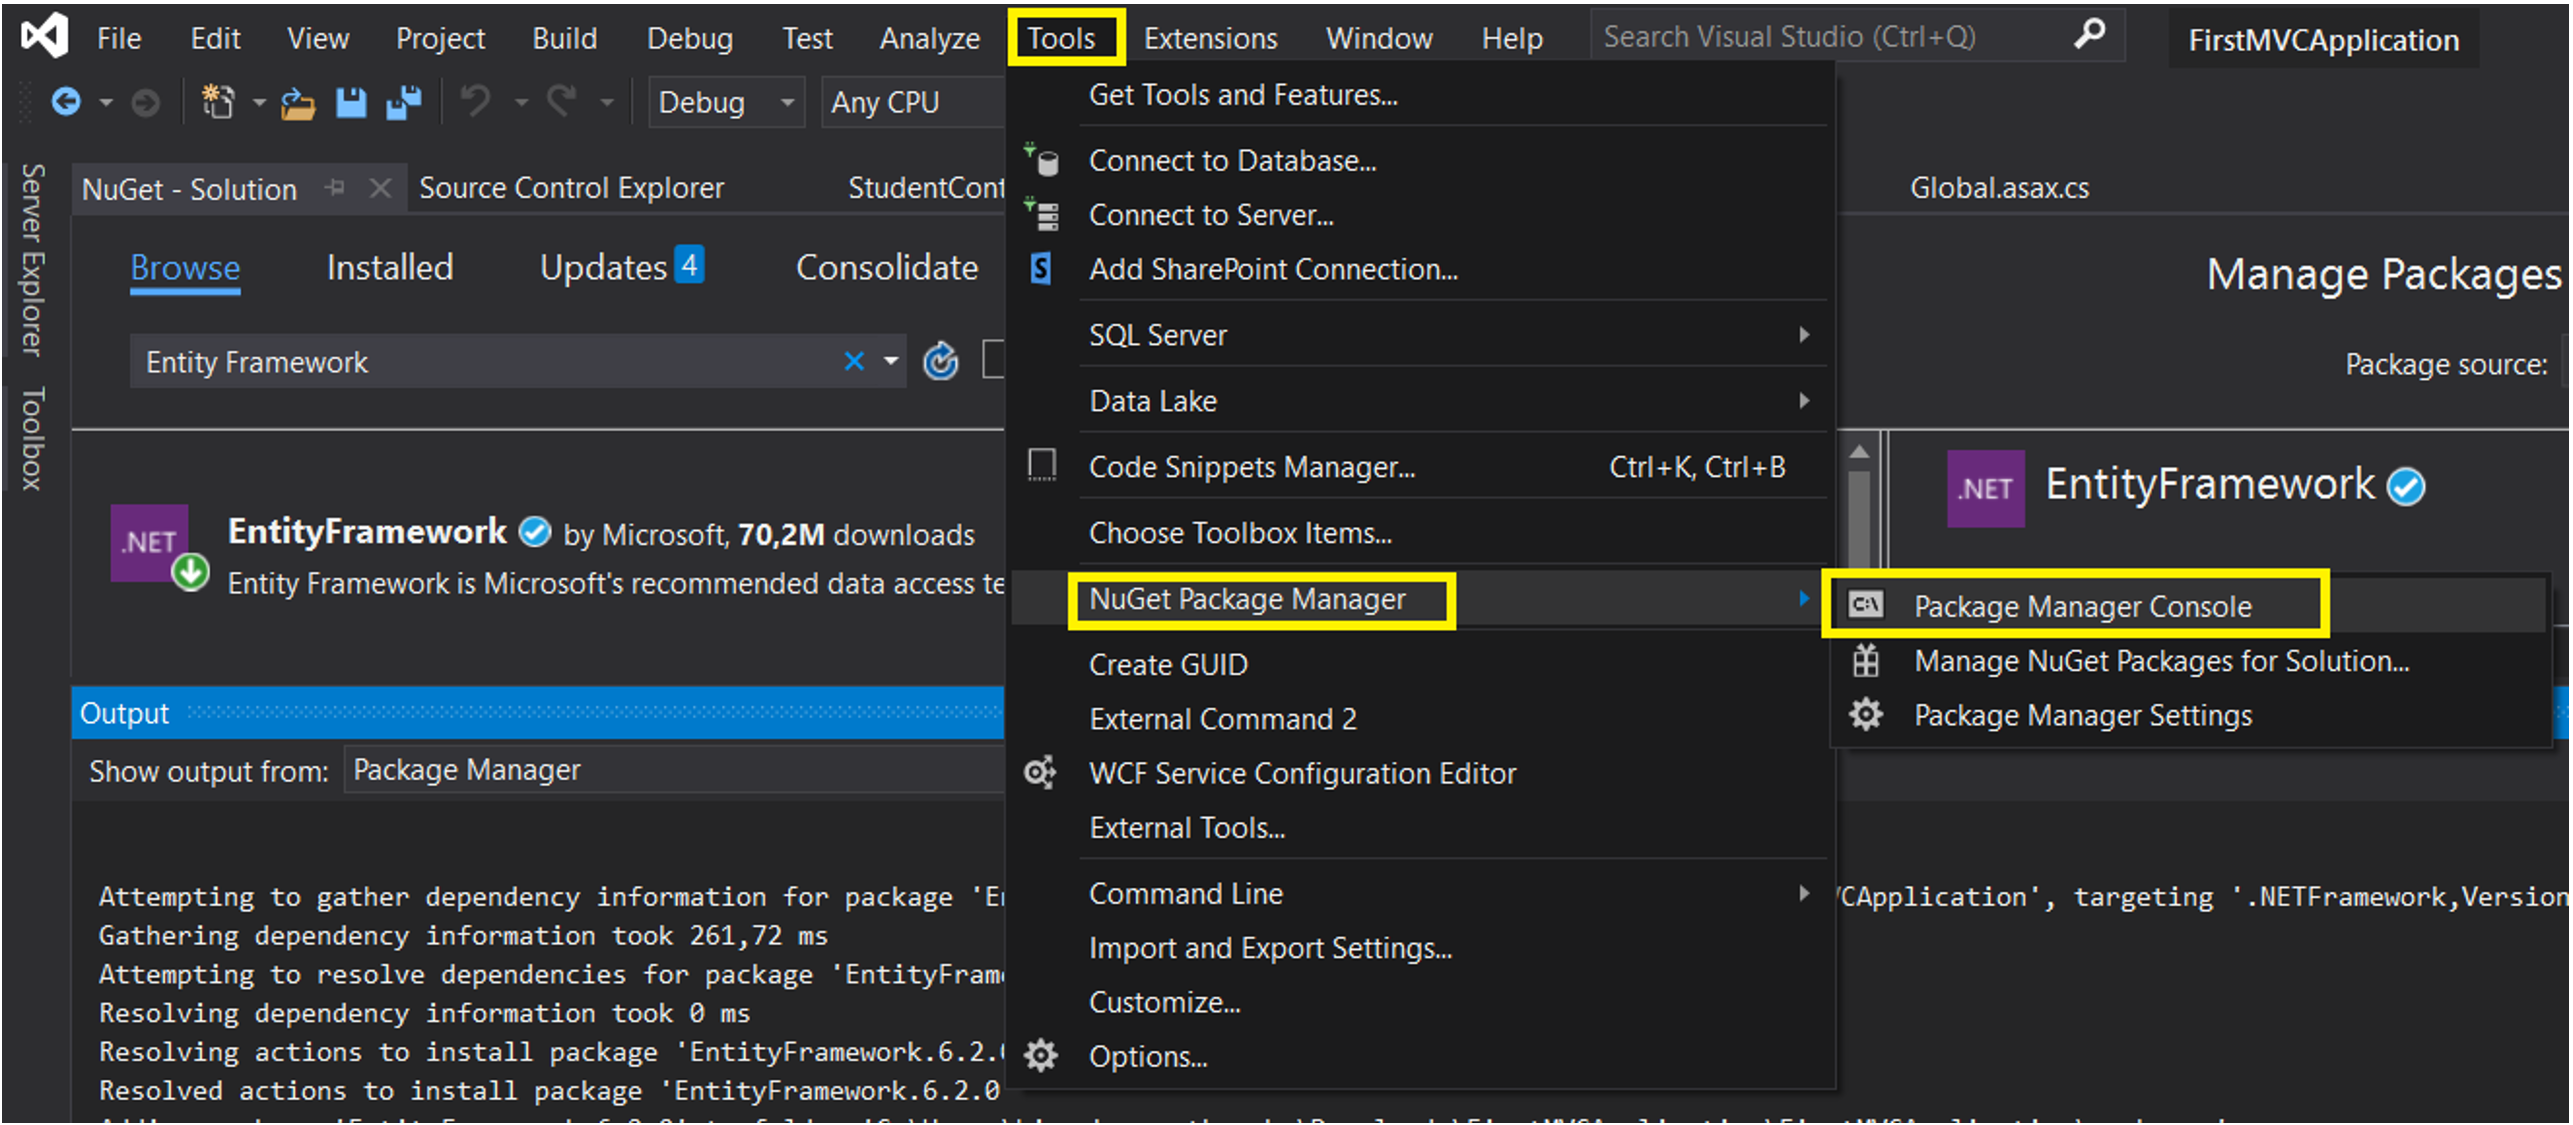 File Edit View Project Build Debug Test Analyze Tools Extensions Window Help Search Visual Studio (Ctrl+Q) FirstMVCApplication
Debug Any CPU
Server Explorer
Toolbox
NuGet - Solution Source Control Explorer StudentCont Global.asax.cs
Browse Installed Updates 4 Consolidate
Manage Packages
Entity Framework
Package source:
.NET EntityFramework by Microsoft, 70,2M downloads
Entity Framework is Microsoft's recommended data access te
.NET EntityFramework
Get Tools and Features...
Connect to Database...
Connect to Server...
Add SharePoint Connection...
SQL Server
Data Lake
Code Snippets Manager... Ctrl+K, Ctrl+B
Choose Toolbox Items...
NuGet Package Manager
Create GUID
External Command 2
WCF Service Configuration Editor
External Tools...
Command Line
Import and Export Settings...
Customize...
Options...
C:\ Package Manager Console
Manage NuGet Packages for Solution...
Package Manager Settings
Output
Show output from: Package Manager
Attempting to gather dependency information for package 'En CApplication', targeting '.NETFramework,Version
Gathering dependency information took 261,72 ms
Attempting to resolve dependencies for package 'EntityFram
Resolving dependency information took 0 ms
Resolving actions to install package 'EntityFramework.6.2.0
Resolved actions to install package 'EntityFramework.6.2.0